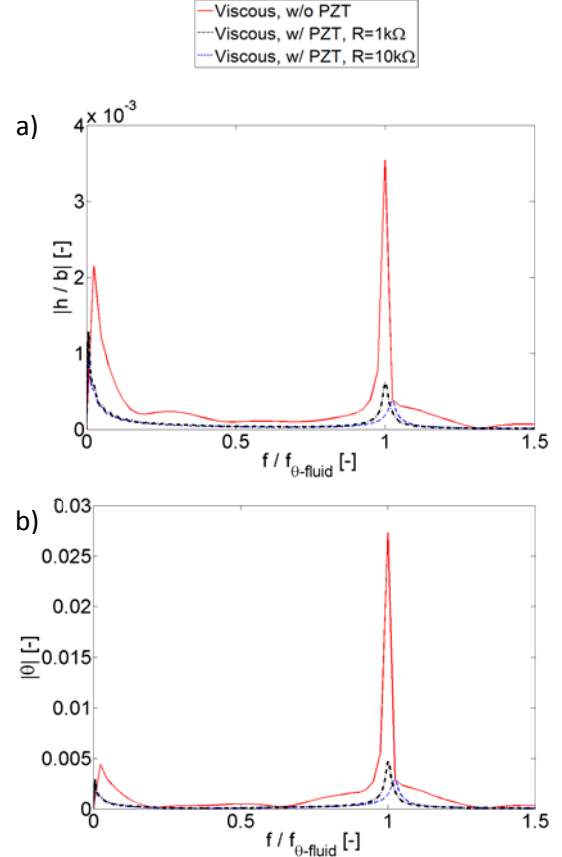 Viscous, w/o PZT
Viscous, w/ PZT, R=1kΩ
Viscous, w/ PZT, R=10kΩ
a)
4 x 10^-3
3
2
1
0
|h / b| [-]
0 0.5 1 1.5
f / f_θ-fluid [-]
b)
0.03
0.025
0.02
0.015
0.01
0.005
0
|θ| [-]
0 0.5 1 1.5
f / f_θ-fluid [-]